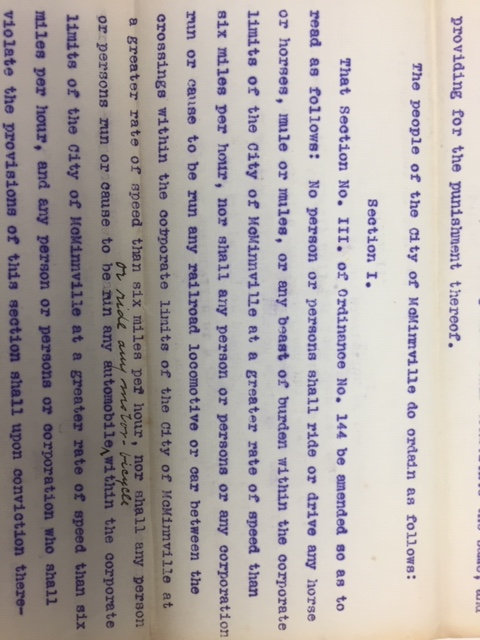 and
providing for the punishment thereof.
The people of the City of McMinnville do ordain as follows:
Section I.
That Section No. III. of Ordinance No. 144 be amended so as to
read as follows: No person or persons shall ride or drive any horse
or horses, mule or mules, or any beast of burden within the corporate
limits of the City of McMinnville at a greater rate of speed than
six miles per hour, nor shall any person or persons or any corporation
run or cause to be run any railroad locomotive or car between the
crossings within the corporate limits of the City of McMinnville at
a greater rate of speed than six miles per hour, nor shall any person
or ride any motor-bicycle
or persons run or cause to be run any automobile ^ within the corporate
limits of the City of McMinnville at a greater rate of speed than six
miles per hour, and any person or persons or corporation who shall
violate the provisions of this section shall upon conviction there-